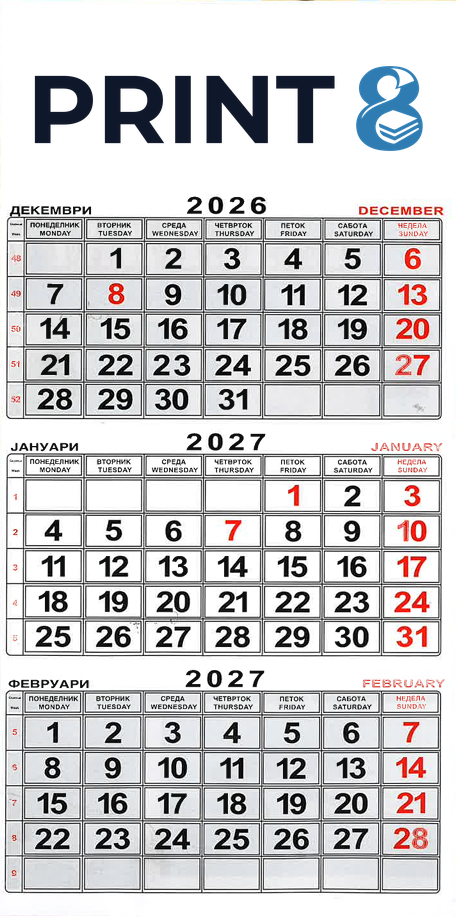 PRINT 8
2026
ДЕКЕМВРИ DECEMBER
ПОНЕДЕЛНИК ВТОРНИК СРЕДА ЧЕТВРТОК ПЕТОК САБОТА НЕДЕЛА
MONDAY TUESDAY WEDNESDAY THURSDAY FRIDAY SATURDAY SUNDAY
48 1 2 3 4 5 6
49 7 8 9 10 11 12 13
50 14 15 16 17 18 19 20
51 21 22 23 24 25 26 27
52 28 29 30 31
2027
ЈАНУАРИ JANUARY
ПОНЕДЕЛНИК ВТОРНИК СРЕДА ЧЕТВРТОК ПЕТОК САБОТА НЕДЕЛА
MONDAY TUESDAY WEDNESDAY THURSDAY FRIDAY SATURDAY SUNDAY
1 1 2 3
2 4 5 6 7 8 9 10
3 11 12 13 14 15 16 17
4 18 19 20 21 22 23 24
5 25 26 27 28 29 30 31
2027
ФЕВРУАРИ FEBRUARY
ПОНЕДЕЛНИК ВТОРНИК СРЕДА ЧЕТВРТОК ПЕТОК САБОТА НЕДЕЛА
MONDAY TUESDAY WEDNESDAY THURSDAY FRIDAY SATURDAY SUNDAY
5 1 2 3 4 5 6 7
6 8 9 10 11 12 13 14
7 15 16 17 18 19 20 21
8 22 23 24 25 26 27 28
9